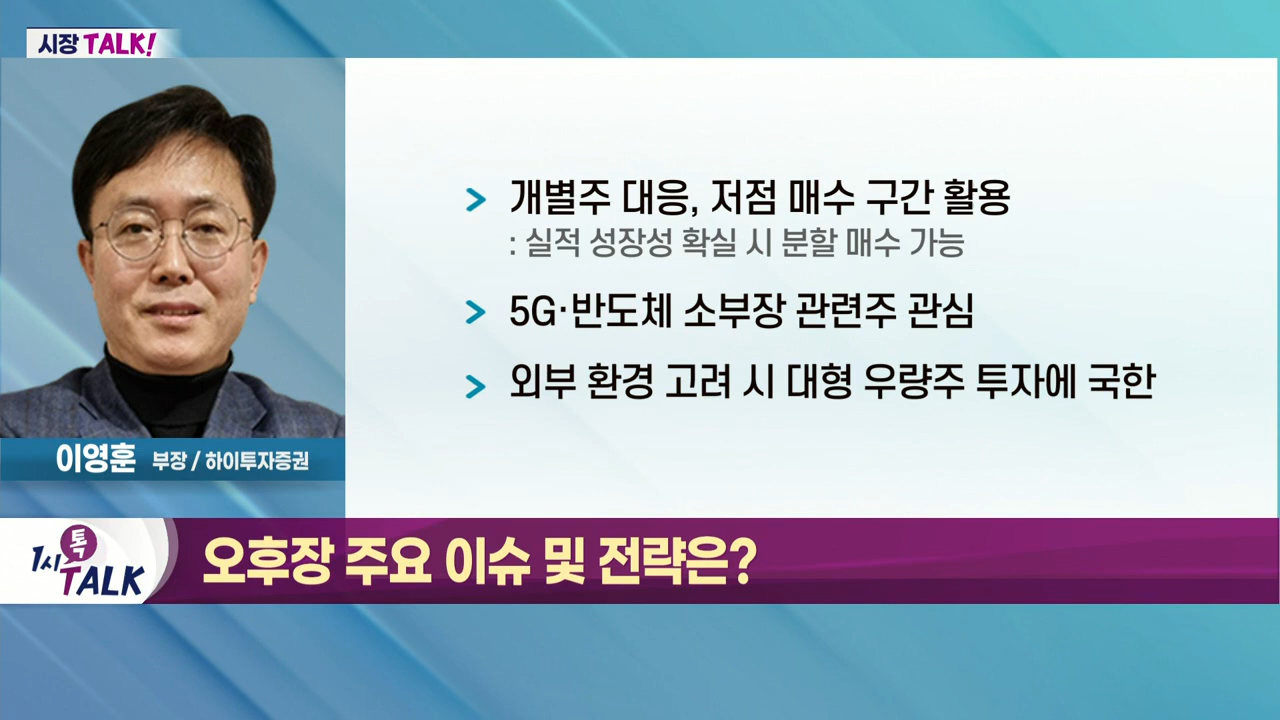 시장 TALK!
개별주 대응, 저점 매수 구간 활용
: 실적 성장성 확실 시 분할 매수 가능
5G·반도체 소부장 관련주 관심
외부 환경 고려 시 대형 우량주 투자에 국한
이영훈 부장 / 하이투자증권
1시 톡 TALK
오후장 주요 이슈 및 전략은?